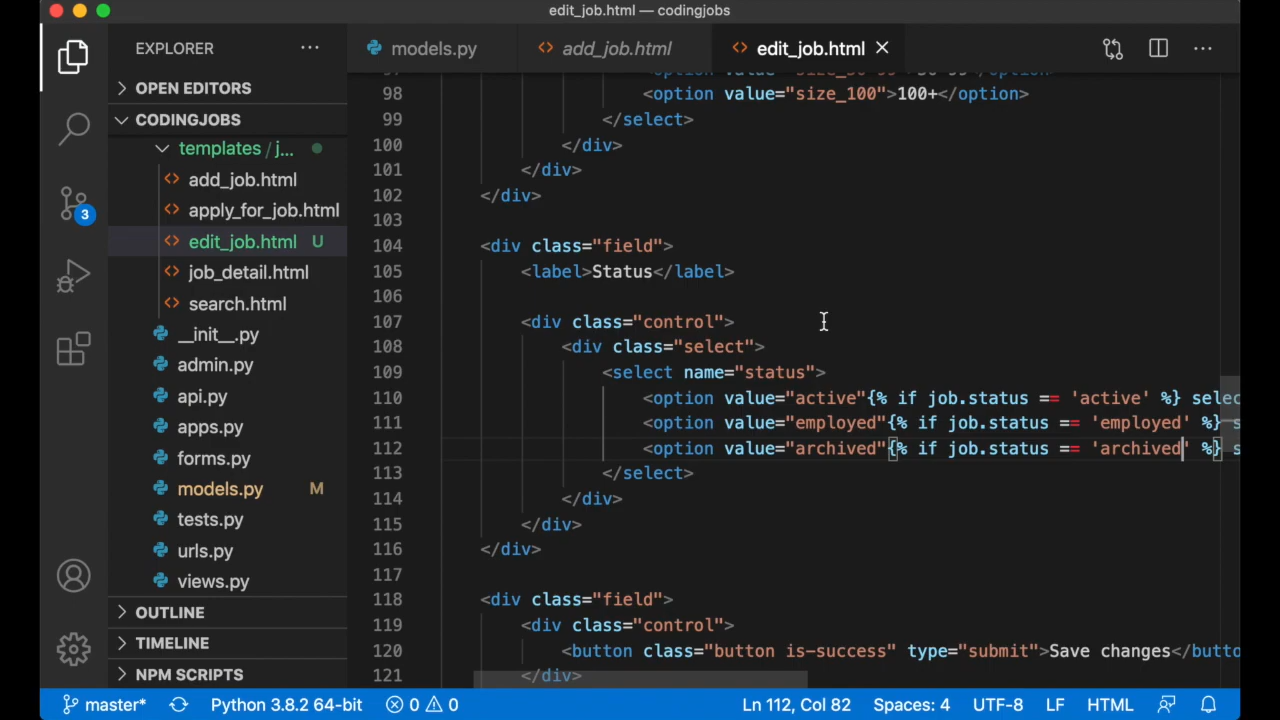 edit_job.html — codingjobs
EXPLORER
models.py
add_job.html
edit_job.html
OPEN EDITORS
CODINGJOBS
templates / j...
add_job.html
apply_for_job.html
edit_job.html U
job_detail.html
search.html
__init__.py
admin.py
api.py
apps.py
forms.py
models.py M
tests.py
urls.py
views.py
OUTLINE
TIMELINE
NPM SCRIPTS
3
98 <option value="size_100">100+</option>
99 </select>
100 </div>
101 </div>
102 </div>
103
104 <div class="field">
105 <label>Status</label>
106
107 <div class="control">
108 <div class="select">
109 <select name="status">
110 <option value="active"{% if job.status == 'active' %} selec
111 <option value="employed"{% if job.status == 'employed' %} s
112 <option value="archived"{% if job.status == 'archived' %} s
113 </select>
114 </div>
115 </div>
116 </div>
117
118 <div class="field">
119 <div class="control">
120 <button class="button is-success" type="submit">Save changes</butto
121 </div>
master* Python 3.8.2 64-bit 0 0 Ln 112, Col 82 Spaces: 4 UTF-8 LF HTML